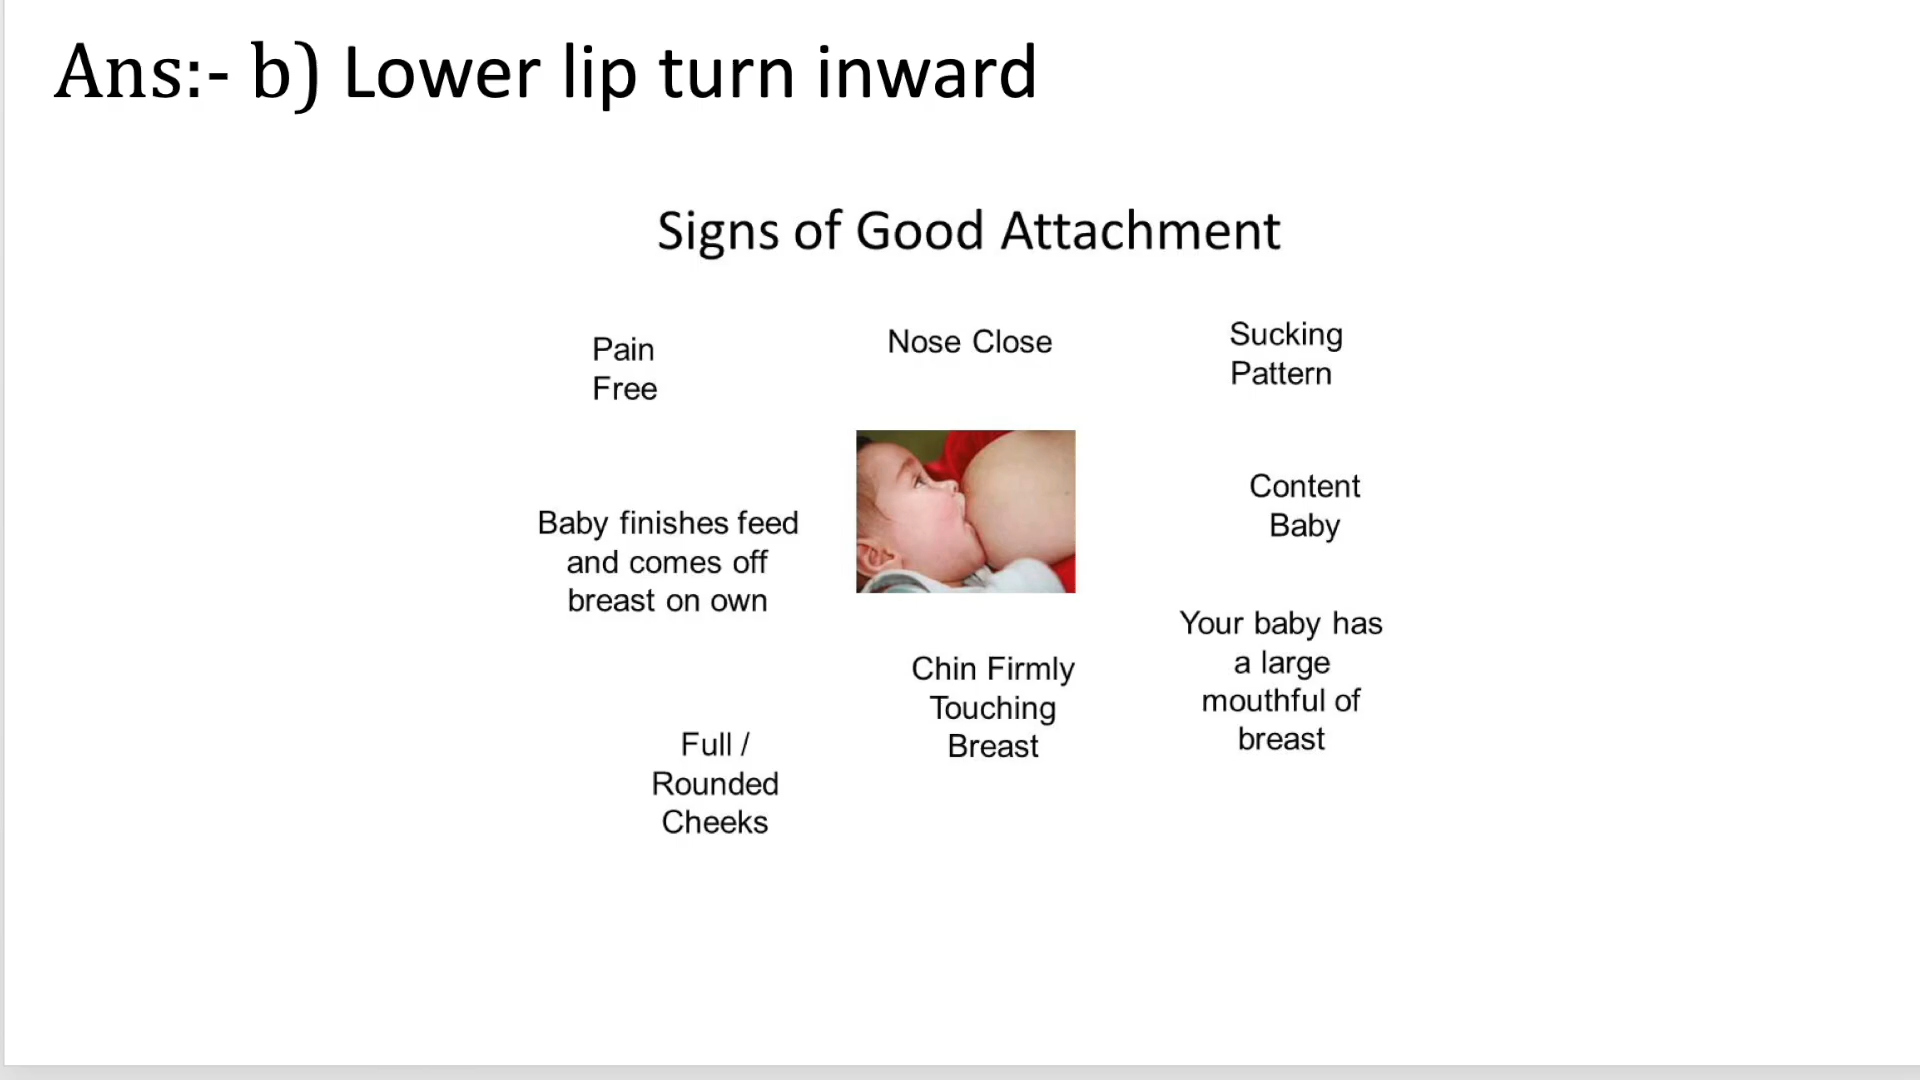 Ans:- b) Lower lip turn inward
Signs of Good Attachment
Pain
Free
Nose Close
Sucking
Pattern
Baby finishes feed
and comes off
breast on own
Content
Baby
Your baby has
a large
mouthful of
breast
Chin Firmly
Touching
Breast
Full /
Rounded
Cheeks